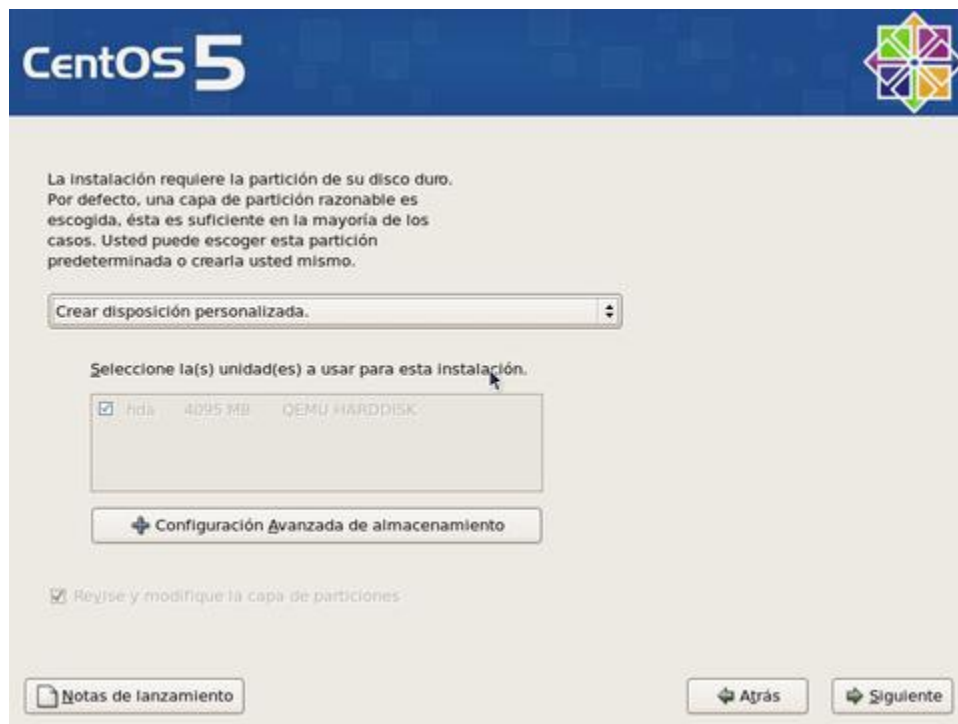 CentOS 5
La instalación requiere la partición de su disco duro.
Por defecto, una capa de partición razonable es
escogida, ésta es suficiente en la mayoría de los
casos. Usted puede escoger esta partición
predeterminada o crearla usted mismo.
Crear disposición personalizada.
Seleccione la(s) unidad(es) a usar para esta instalación.
hda 4095 MB QEMU HARDDISK
Configuración Avanzada de almacenamiento
Revise y modifique la capa de particiones
Notas de lanzamiento
Atrás
Siguiente